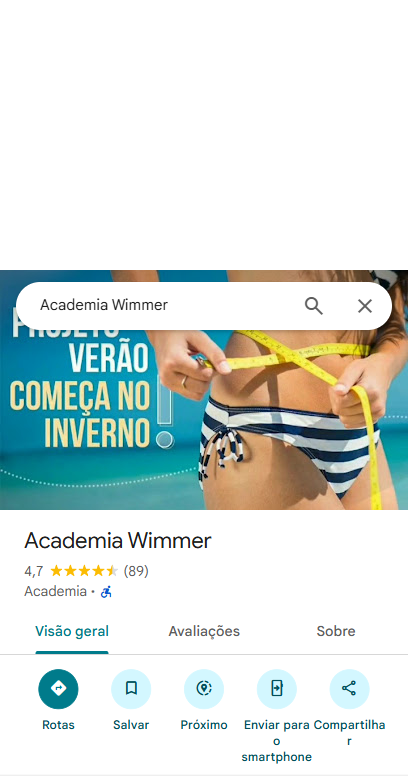 Academia Wimmer
PROJETO
VERÃO
COMEÇA NO
INVERNO!
Academia Wimmer
4,7 (89)
Academia ·
Visão geral Avaliações Sobre
Rotas Salvar Próximo Enviar para o smartphone Compartilhar